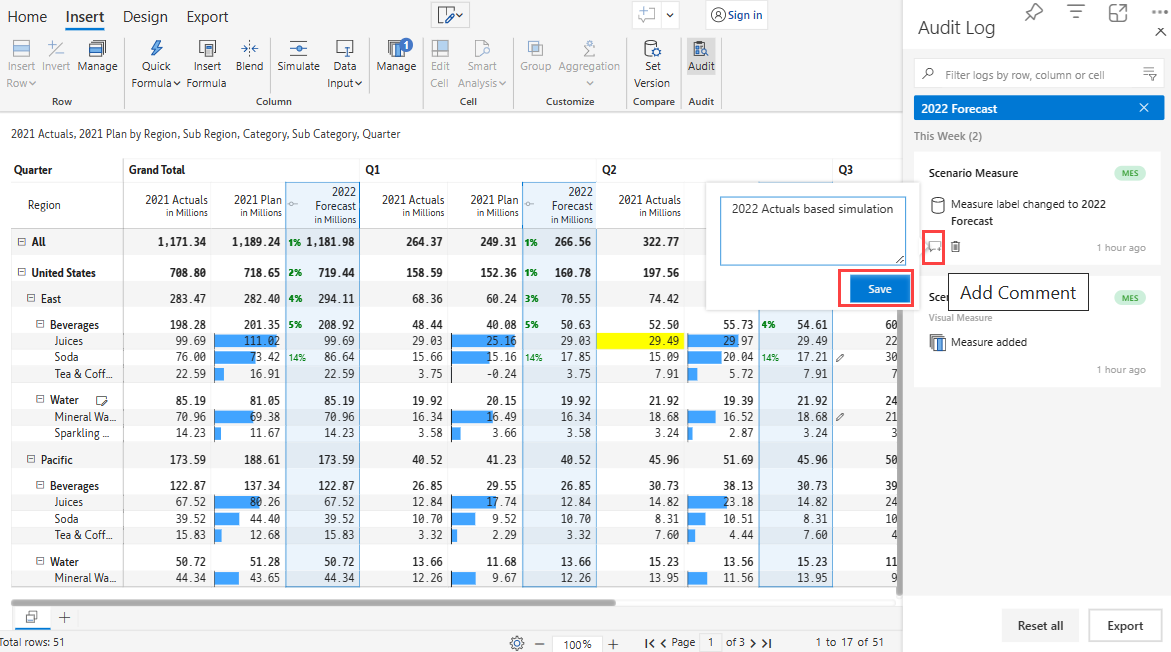 Home Insert Design Export
Sign in
Insert Row
Invert
Manage
Row
Quick Formula
Insert Formula
Blend
Simulate
Data Input
Column
Manage 1
Edit Cell
Smart Analysis
Cell
Group
Aggregation
Customize
Set Version
Compare
Audit
Audit
2021 Actuals, 2021 Plan by Region, Sub Region, Category, Sub Category, Quarter
Quarter Grand Total Q1 Q2 Q3
Region 2021 Actuals in Millions 2021 Plan in Millions 2022 Forecast in Millions 2021 Actuals in Millions 2021 Plan in Millions 2022 Forecast in Millions 2021 Actuals in Millions
All 1,171.34 1,189.24 1% 1,181.98 264.37 249.31 1% 266.56 322.77
United States 708.80 718.65 2% 719.44 158.59 152.36 1% 160.78 197.56
East 283.47 282.40 4% 294.11 68.36 60.24 3% 70.55 74.42
Beverages 198.28 201.35 5% 208.92 48.44 40.08 5% 50.63 52.50 55.73 4% 54.61 60
Juices 99.69 111.02 99.69 29.03 25.16 29.03 29.49 29.97 29.49 22
Soda 76.00 73.42 14% 86.64 15.66 15.16 14% 17.85 15.09 20.04 14% 17.21 30
Tea & Coff... 22.59 16.91 22.59 3.75 -0.24 3.75 7.91 5.72 7.91 7
Water 85.19 81.05 85.19 19.92 20.15 19.92 21.92 19.39 21.92 24
Mineral Wa... 70.96 69.38 70.96 16.34 16.49 16.34 18.68 16.52 18.68 21
Sparkling ... 14.23 11.67 14.23 3.58 3.66 3.58 3.24 2.87 3.24 3
Pacific 173.59 188.61 173.59 40.52 41.23 40.52 45.96 51.69 45.96 50
Beverages 122.87 137.34 122.87 26.85 29.55 26.85 30.73 38.13 30.73 39
Juices 67.52 80.26 67.52 12.84 17.74 12.84 14.82 23.18 14.82 24
Soda 39.52 44.40 39.52 10.70 9.52 10.70 8.31 10.51 8.31 10
Tea & Coff... 15.83 12.68 15.83 3.32 2.29 3.32 7.60 4.44 7.60 4
Water 50.72 51.28 50.72 13.66 11.68 13.66 15.23 13.56 15.23 11
Mineral Wa... 44.34 43.65 44.34 12.26 9.67 12.26 13.95 11.56 13.95 9
Total rows: 51
100%
Page 1 of 3
1 to 17 of 51
2022 Actuals based simulation
Save
Audit Log
Filter logs by row, column or cell
2022 Forecast
This Week (2)
Scenario Measure MES
Measure label changed to 2022
Forecast
1 hour ago
Add Comment
MES
Visual Measure
Measure added
1 hour ago
Reset all Export